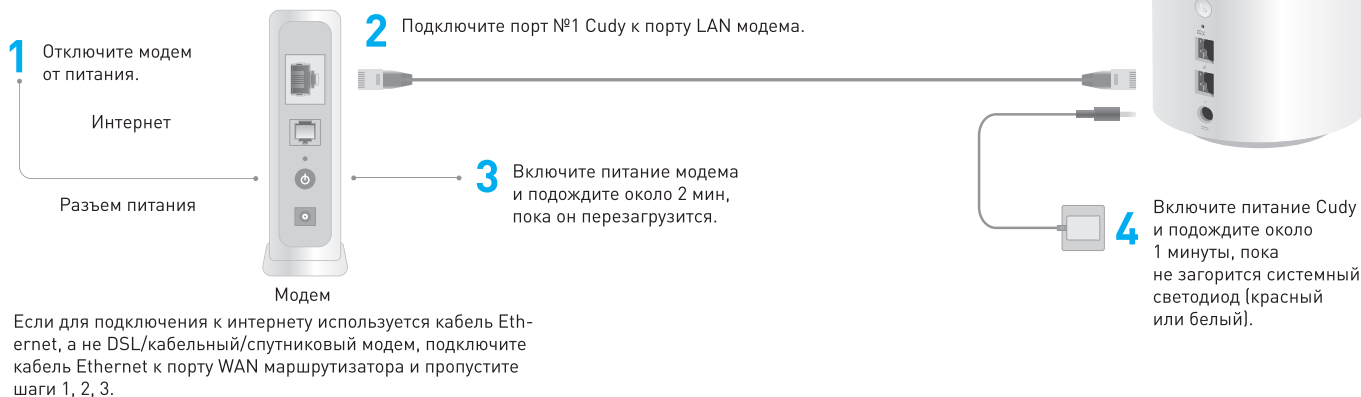 1
Отключите модем
от питания.
Интернет
Разъем питания
2
Подключите порт №1 Cudy к порту LAN модема.
3
Включите питание модема
и подождите около 2 мин,
пока он перезагрузится.
4
Включите питание Cudy
и подождите около
1 минуты, пока
не загорится системный
светодиод (красный
или белый).
Модем
Если для подключения к интернету используется кабель Eth-
ernet, а не DSL/кабельный/спутниковый модем, подключите
кабель Ethernet к порту WAN маршрутизатора и пропустите
шаги 1, 2, 3.